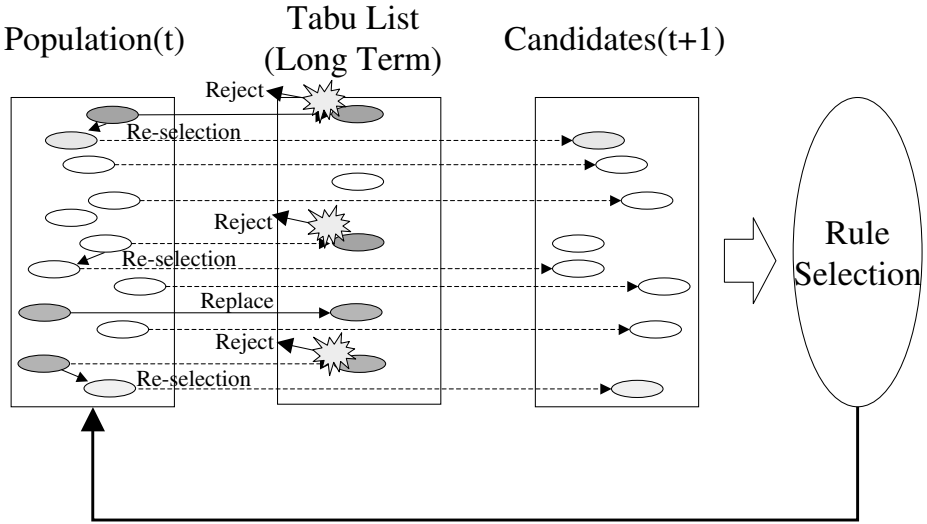 Population(t)
Tabu List
(Long Term)
Candidates(t+1)
Reject
Re-selection
Reject
Re-selection
Replace
Reject
Re-selection
Rule
Selection